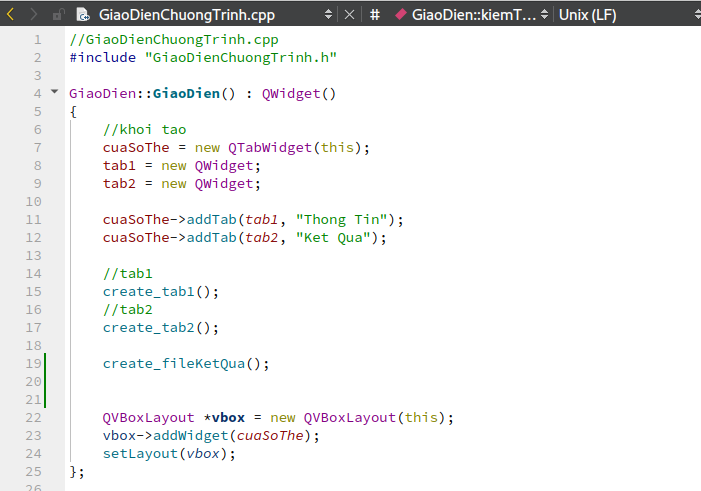 GiaoDienChuongTrinh.cpp # GiaoDien::kiemT... Unix (LF)
1 //GiaoDienChuongTrinh.cpp
2 #include "GiaoDienChuongTrinh.h"
3
4 GiaoDien::GiaoDien() : QWidget()
5 {
6 //khoi tao
7 cuaSoThe = new QTabWidget(this);
8 tab1 = new QWidget;
9 tab2 = new QWidget;
10
11 cuaSoThe->addTab(tab1, "Thong Tin");
12 cuaSoThe->addTab(tab2, "Ket Qua");
13
14 //tab1
15 create_tab1();
16 //tab2
17 create_tab2();
18
19 create_fileKetQua();
20
21
22 QVBoxLayout *vbox = new QVBoxLayout(this);
23 vbox->addWidget(cuaSoThe);
24 setLayout(vbox);
25 };
26